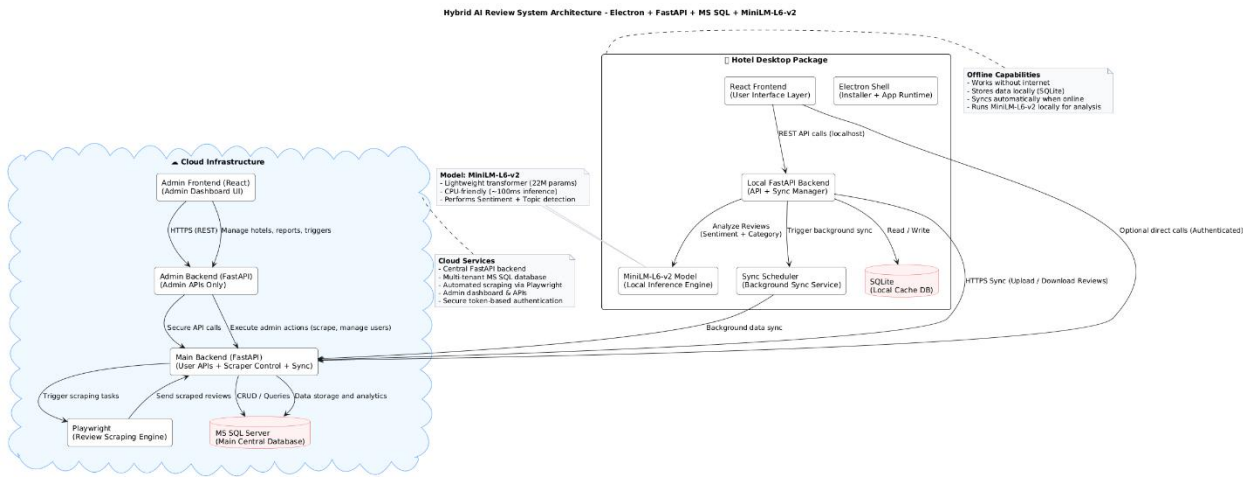 Hybrid AI Review System Architecture - Electron + FastAPI + MS SQL + MiniLM-L6-v2
Hotel Desktop Package
React Frontend
(User Interface Layer)
Electron Shell
(Installer + App Runtime)
Offline Capabilities
- Works without internet
- Stores data locally (SQLite)
- Syncs automatically when online
- Runs MiniLM-L6-v2 locally for analysis
REST API calls (localhost)
☁ Cloud Infrastructure
Admin Frontend (React)
(Admin Dashboard UI)
Model: MiniLM-L6-v2
- Lightweight transformer (22M params)
- CPU-friendly (~100ms inference)
- Performs Sentiment + Topic detection
Local FastAPI Backend
(API + Sync Manager)
HTTPS (REST)
Manage hotels, reports, triggers
Analyze Reviews
(Sentiment + Category)
Trigger background sync
Read / Write
Optional direct calls (Authenticated)
Cloud Services
- Central FastAPI backend
- Multi-tenant MS SQL database
- Automated scraping via Playwright
- Admin dashboard & APIs
- Secure token-based authentication
Admin Backend (FastAPI)
(Admin APIs Only)
MiniLM-L6-v2 Model
(Local Inference Engine)
Sync Scheduler
(Background Sync Service)
SQLite
(Local Cache DB)
HTTPS Sync (Upload / Download Reviews)
Secure API calls
Execute admin actions (scrape, manage users)
Background data sync
Main Backend (FastAPI)
(User APIs + Scraper Control + Sync)
Trigger scraping tasks
Send scraped reviews
CRUD / Queries
Data storage and analytics
Playwright
(Review Scraping Engine)
MS SQL Server
(Main Central Database)